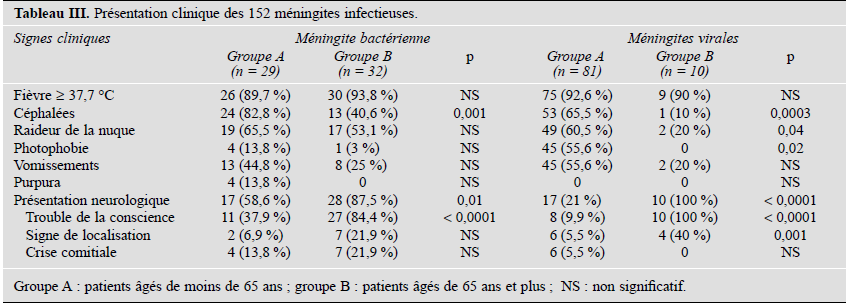 Tableau III. Présentation clinique des 152 méningites infectieuses.
Signes cliniques Méningite bactérienne Méningites virales
Groupe A Groupe B p Groupe A Groupe B p
(n = 29) (n = 32) (n = 81) (n = 10)
Fièvre ≥ 37,7 °C 26 (89,7 %) 30 (93,8 %) NS 75 (92,6 %) 9 (90 %) NS
Céphalées 24 (82,8 %) 13 (40,6 %) 0,001 53 (65,5 %) 1 (10 %) 0,0003
Raideur de la nuque 19 (65,5 %) 17 (53,1 %) NS 49 (60,5 %) 2 (20 %) 0,04
Photophobie 4 (13,8 %) 1 (3 %) NS 45 (55,6 %) 0 0,02
Vomissements 13 (44,8 %) 8 (25 %) NS 45 (55,6 %) 2 (20 %) NS
Purpura 4 (13,8 %) 0 NS 0 0 NS
Présentation neurologique 17 (58,6 %) 28 (87,5 %) 0,01 17 (21 %) 10 (100 %) < 0,0001
Trouble de la conscience 11 (37,9 %) 27 (84,4 %) < 0,0001 8 (9,9 %) 10 (100 %) < 0,0001
Signe de localisation 2 (6,9 %) 7 (21,9 %) NS 6 (5,5 %) 4 (40 %) 0,001
Crise comitiale 4 (13,8 %) 7 (21,9 %) NS 6 (5,5 %) 0 NS
Groupe A : patients âgés de moins de 65 ans ; groupe B : patients âgés de 65 ans et plus ; NS : non significatif.